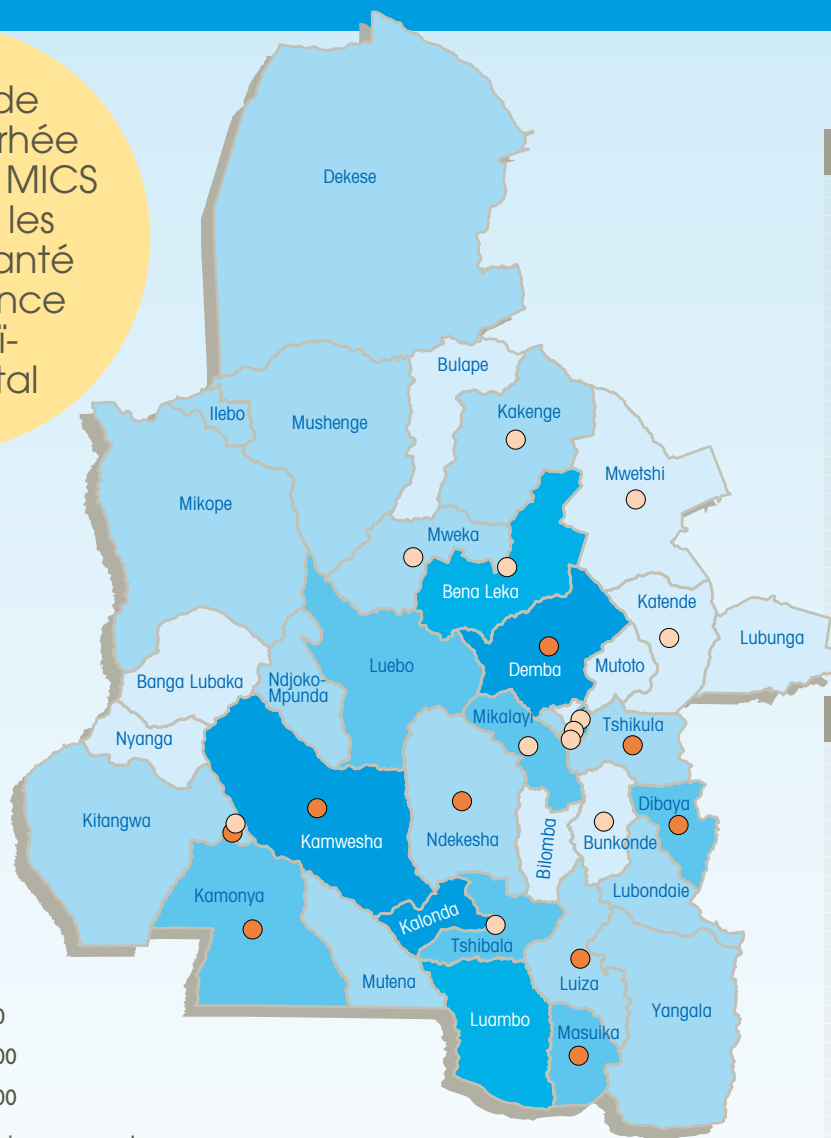 de
rhée
MICS
les
anté
nce
ï-
tal
Dekese
Bulape
Ilebo
Mushenge
Kakenge
Mwetshi
Mikope
Mweka
Bena Leka
Katende
Lubunga
Luebo
Demba
Mutoto
Banga Lubaka
Ndjoko-
Mpunda
Mikalayi
Tshikula
Nyanga
Kitangwa
Kamwesha
Ndekesha
Bilomba
Bunkonde
Dibaya
Kamonya
Lubondaie
Kalonda
Tshibala
Mutena
Luiza
Yangala
Luambo
Masuika
0
00
00